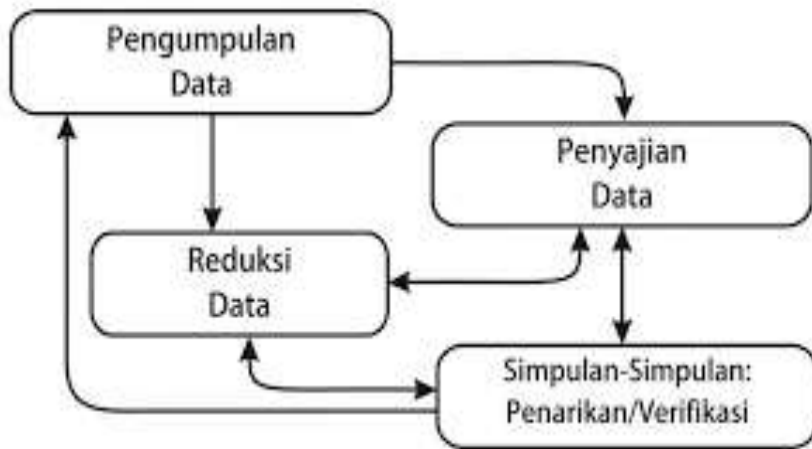 Pengumpulan
Data
Penyajian
Data
Reduksi
Data
Simpulan-Simpulan:
Penarikan/Verifikasi